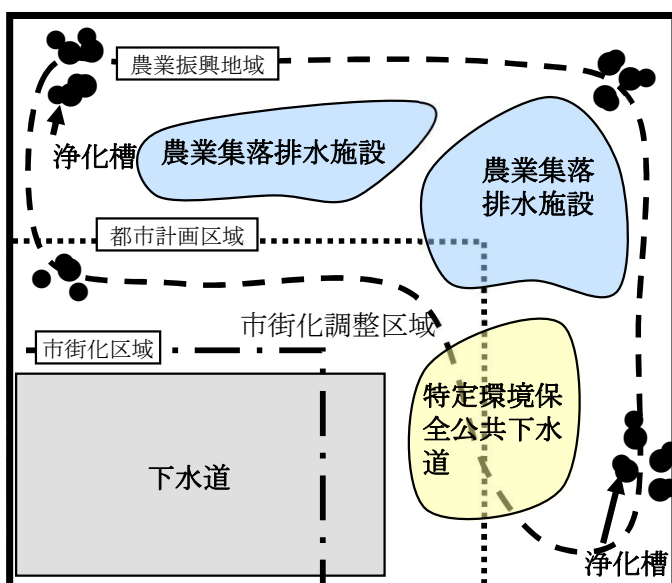 農業振興地域
浄化槽
農業集落排水施設
農業集落
排水施設
都市計画区域
市街化調整区域
市街化区域
特定環境保
全公共下水
道
下水道
浄化槽